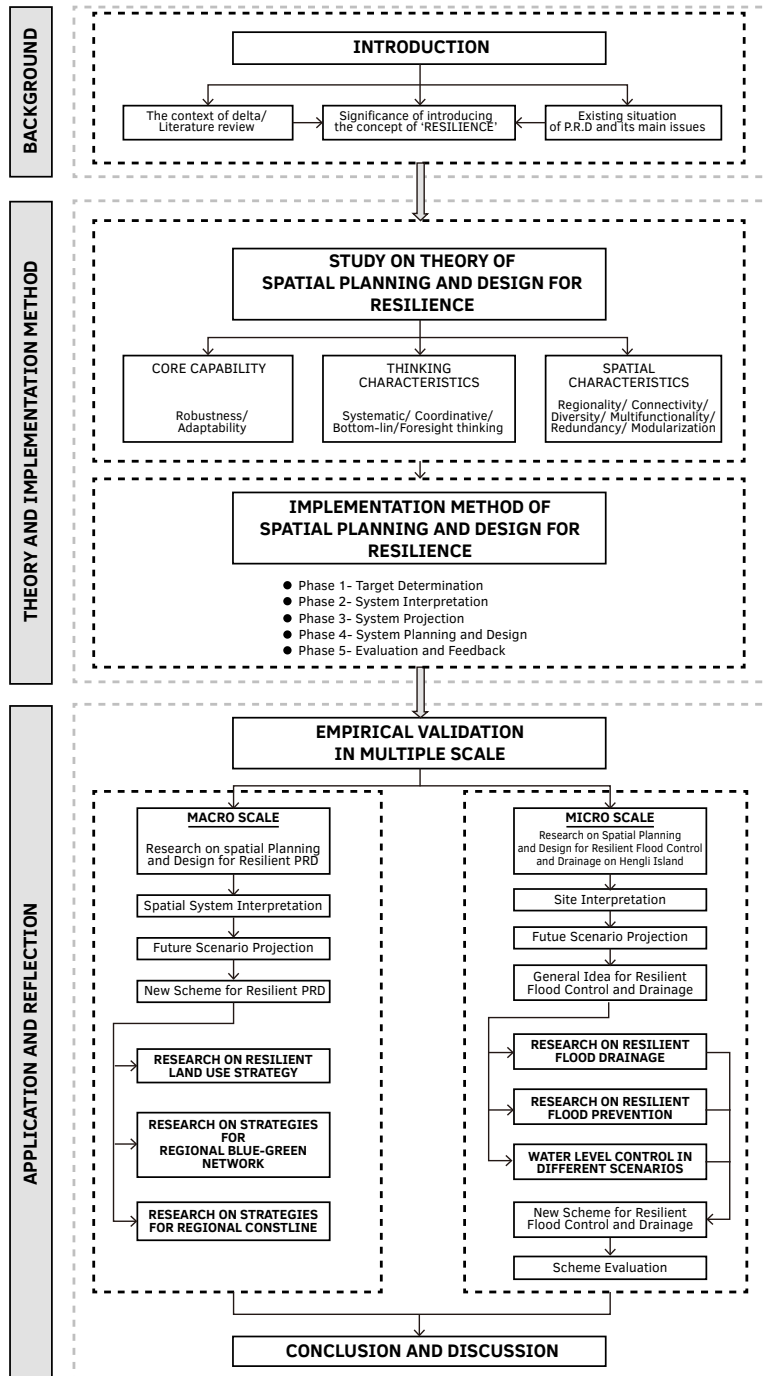 BACKGROUND
INTRODUCTION
The context of delta/
Literature review
Significance of introducing
the concept of ‘RESILIENCE’
Existing situation
of P.R.D and its main issues
THEORY AND IMPLEMENTATION METHOD
STUDY ON THEORY OF
SPATIAL PLANNING AND DESIGN FOR
RESILIENCE
CORE CAPABILITY
Robustness/
Adaptability
THINKING
CHARACTERISTICS
Systematic/ Coordinative/
Bottom-lin/Foresight thinking
SPATIAL
CHARACTERISTICS
Regionality/ Connectivity/
Diversity/ Multifunctionality/
Redundancy/ Modularization
IMPLEMENTATION METHOD OF
SPATIAL PLANNING AND DESIGN FOR
RESILIENCE
● Phase 1- Target Determination
● Phase 2- System Interpretation
● Phase 3- System Projection
● Phase 4- System Planning and Design
● Phase 5- Evaluation and Feedback
APPLICATION AND REFLECTION
EMPIRICAL VALIDATION
IN MULTIPLE SCALE
MACRO SCALE
Research on spatial Planning
and Design for Resilient PRD
Spatial System Interpretation
Future Scenario Projection
New Scheme for Resilient PRD
RESEARCH ON RESILIENT
LAND USE STRATEGY
RESEARCH ON STRATEGIES
FOR
REGIONAL BLUE-GREEN
NETWORK
RESEARCH ON STRATEGIES
FOR REGIONAL CONSTLINE
MICRO SCALE
Research on Spatial Planning
and Design for Resilient Flood Control
and Drainage on Hengli Island
Site Interpretation
Futue Scenario Projection
General Idea for Resilient
Flood Control and Drainage
RESEARCH ON RESILIENT
FLOOD DRAINAGE
RESEARCH ON RESILIENT
FLOOD PREVENTION
WATER LEVEL CONTROL IN
DIFFERENT SCENARIOS
New Scheme for Resilient
Flood Control and Drainage
Scheme Evaluation
CONCLUSION AND DISCUSSION